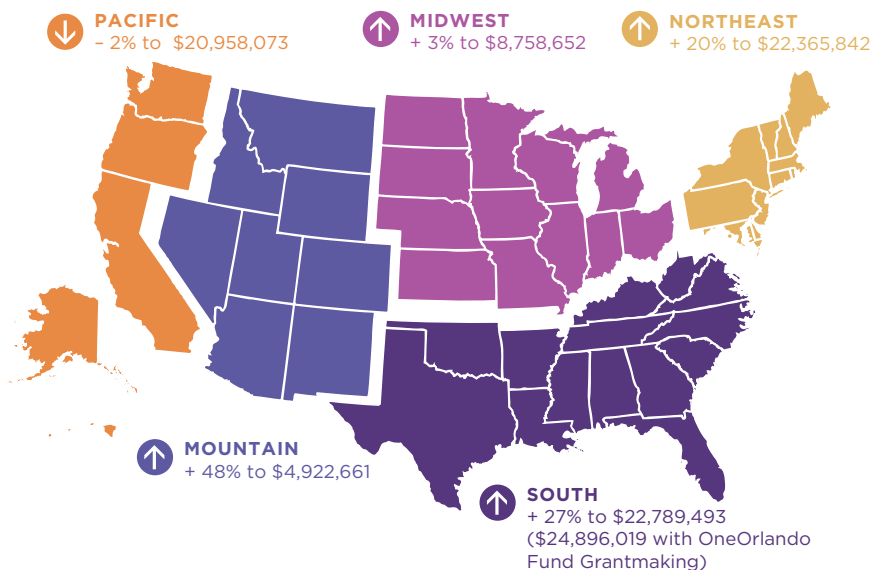 PACIFIC
– 2% to $20,958,073
MIDWEST
+ 3% to $8,758,652
NORTHEAST
+ 20% to $22,365,842
MOUNTAIN
+ 48% to $4,922,661
SOUTH
+ 27% to $22,789,493
($24,896,019 with OneOrlando
Fund Grantmaking)